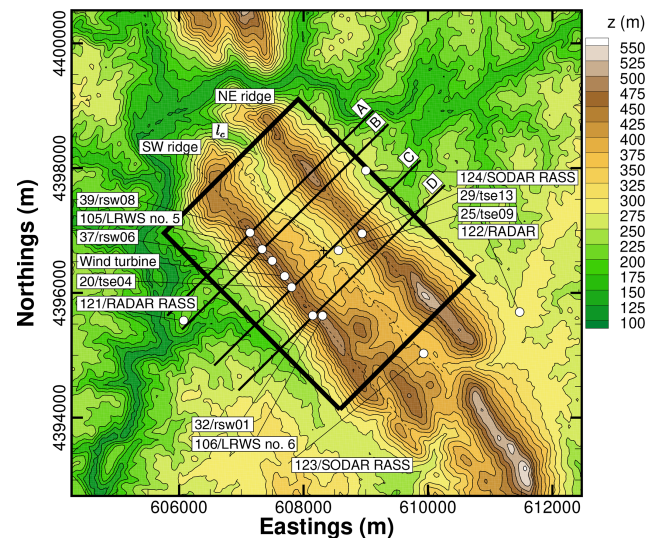 z (m)
550
525
500
475
450
425
400
375
350
325
300
275
250
225
200
175
150
125
100
Northings (m)
4400000
4398000
4396000
4394000
NE ridge
l_c
SW ridge
A
B
C
D
39/rsw08
105/LRWS no. 5
37/rsw06
Wind turbine
20/tse04
121/RADAR RASS
124/SODAR RASS
29/tse13
25/tse09
122/RADAR
32/rsw01
106/LRWS no. 6
123/SODAR RASS
606000
608000
610000
612000
Eastings (m)